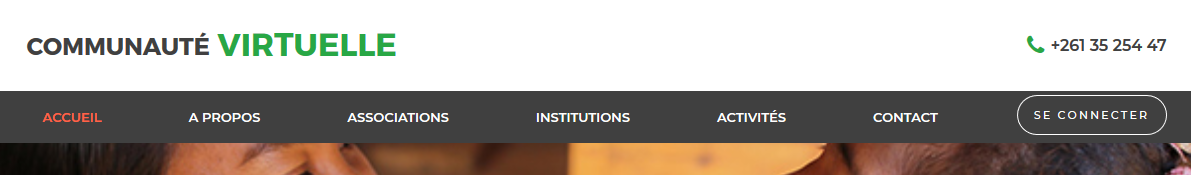 COMMUNAUTÉ VIRTUELLE
+261 35 254 47
ACCUEIL A PROPOS ASSOCIATIONS INSTITUTIONS ACTIVITÉS CONTACT SE CONNECTER